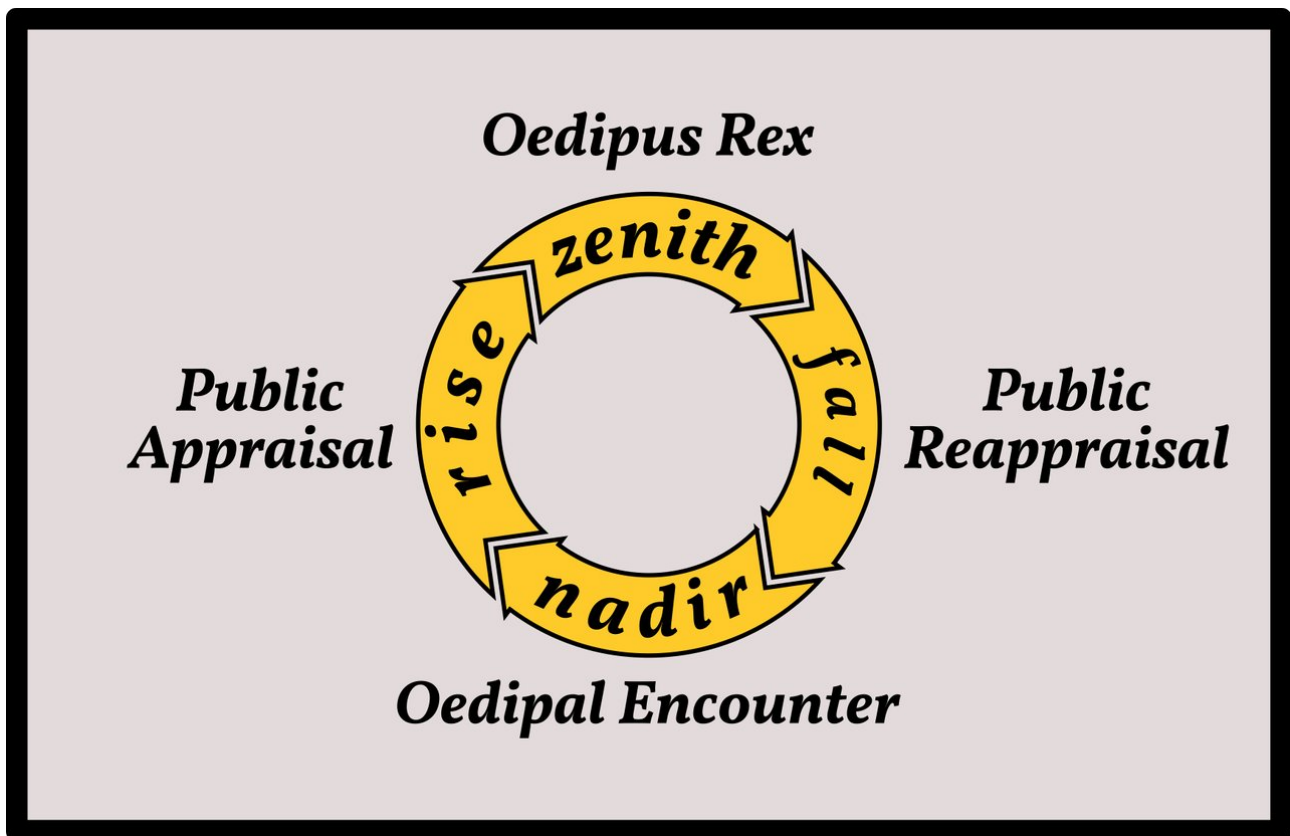 Oedipus Rex
zenith
Public
Appraisal
rise
fall
Public
Reappraisal
nadir
Oedipal Encounter